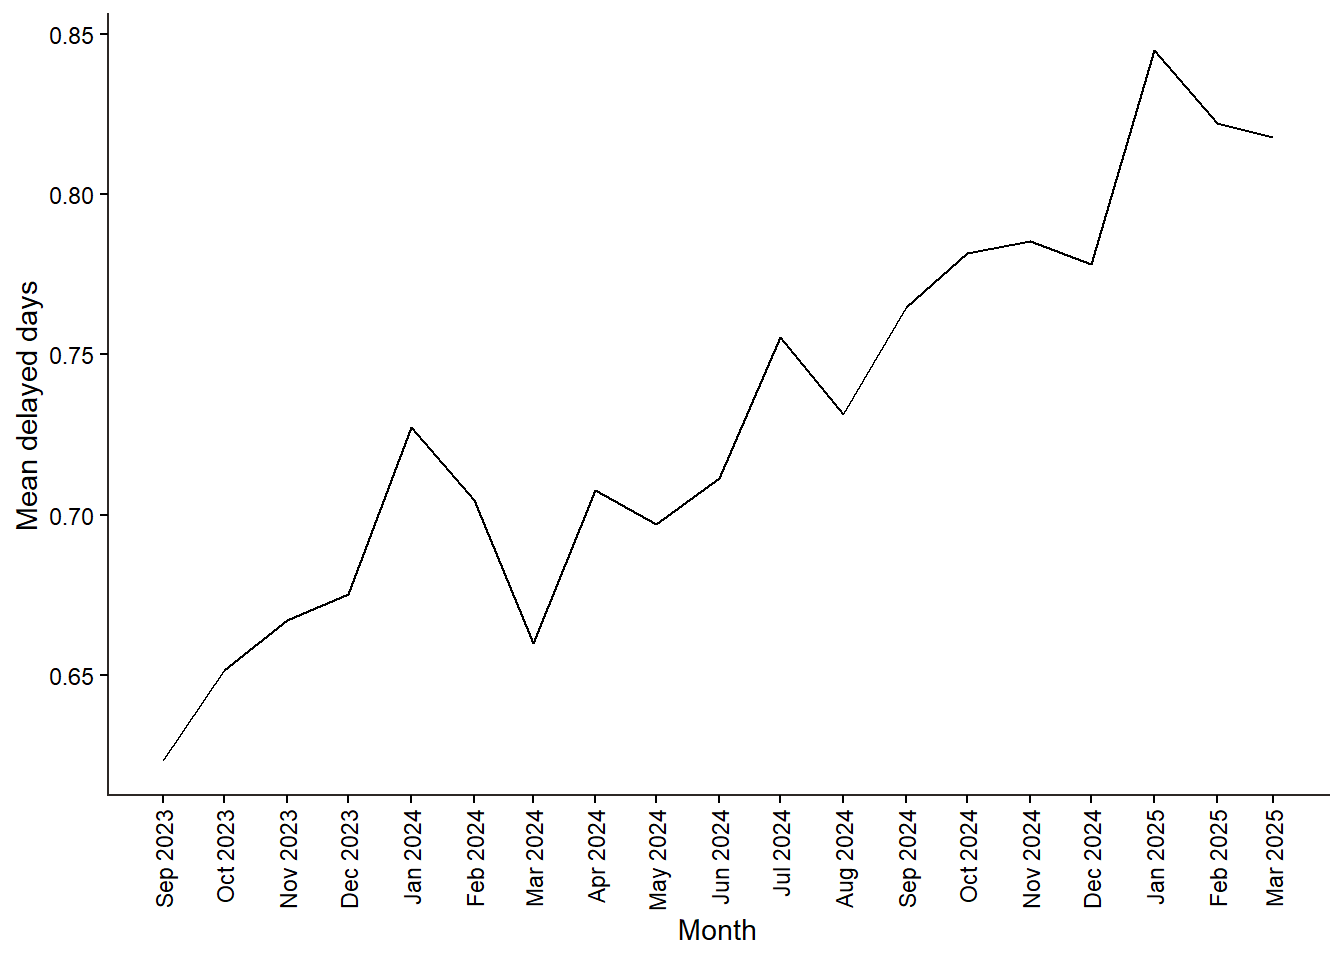 0.85
0.80
0.75
0.70
0.65
Mean delayed days
Sep 2023
Oct 2023
Nov 2023
Dec 2023
Jan 2024
Feb 2024
Mar 2024
Apr 2024
May 2024
Jun 2024
Jul 2024
Aug 2024
Sep 2024
Oct 2024
Nov 2024
Dec 2024
Jan 2025
Feb 2025
Mar 2025
Month